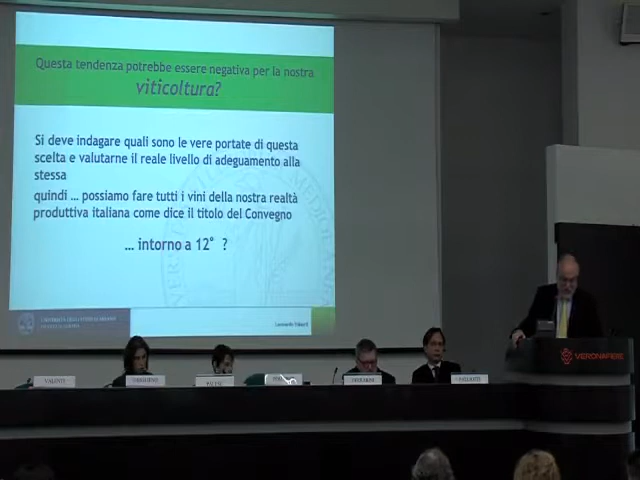 Questa tendenza potrebbe essere negativa per la nostra
viticoltura?
Si deve indagare quali sono le vere portate di questa
scelta e valutarne il reale livello di adeguamento alla
stessa
quindi ... possiamo fare tutti i vini della nostra realtà
produttiva italiana come dice il titolo del Convegno
... intorno a 12° ?
VERONAFIERE